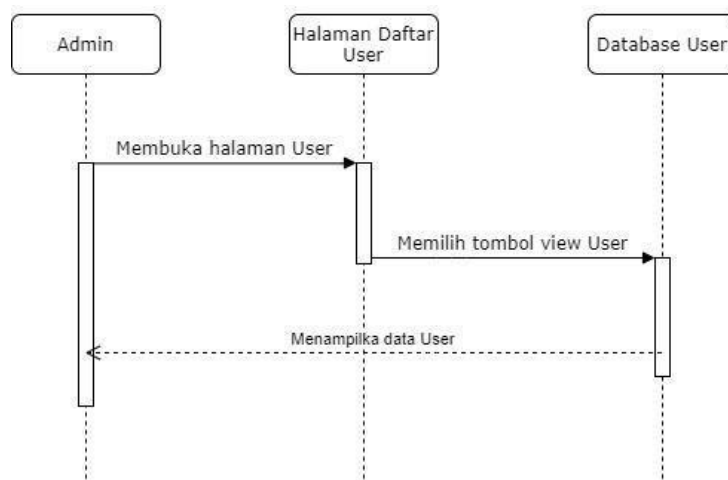 Admin
Halaman Daftar
User
Database User
Membuka halaman User
Memilih tombol view User
Menampilka data User